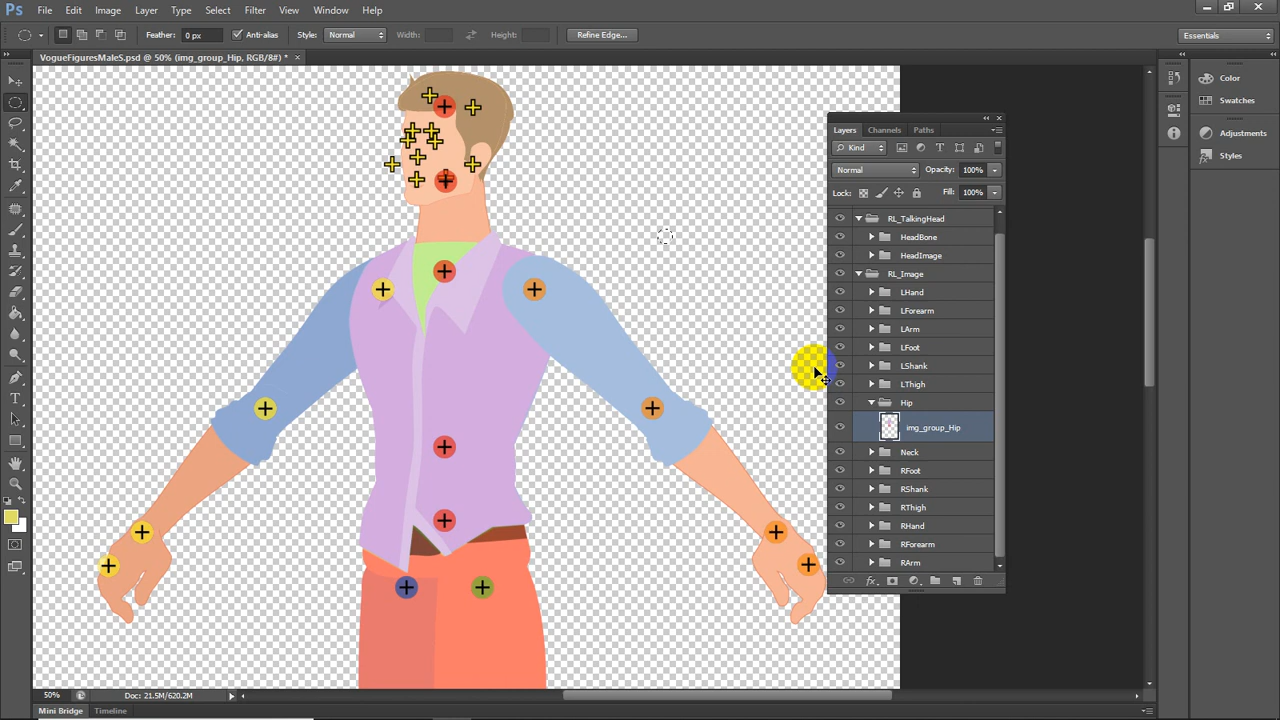 Ps File Edit Image Layer Type Select Filter View Window Help
Feather: 0 px Anti-alias Style: Normal Width: Height: Refine Edge... Essentials
VogueFiguresMaleS.psd @ 50% (img_group_Hip, RGB/8#) *
Color
Swatches
Adjustments
Styles
Layers Channels Paths
Kind
Normal Opacity: 100%
Lock: Fill: 100%
RL_TalkingHead
HeadBone
HeadImage
RL_Image
LHand
LForearm
LArm
LFoot
LShank
LThigh
Hip
img_group_Hip
Neck
RFoot
RShank
RThigh
RHand
RForearm
RArm
fx
50% Doc: 21.5M/620.2M
Mini Bridge Timeline